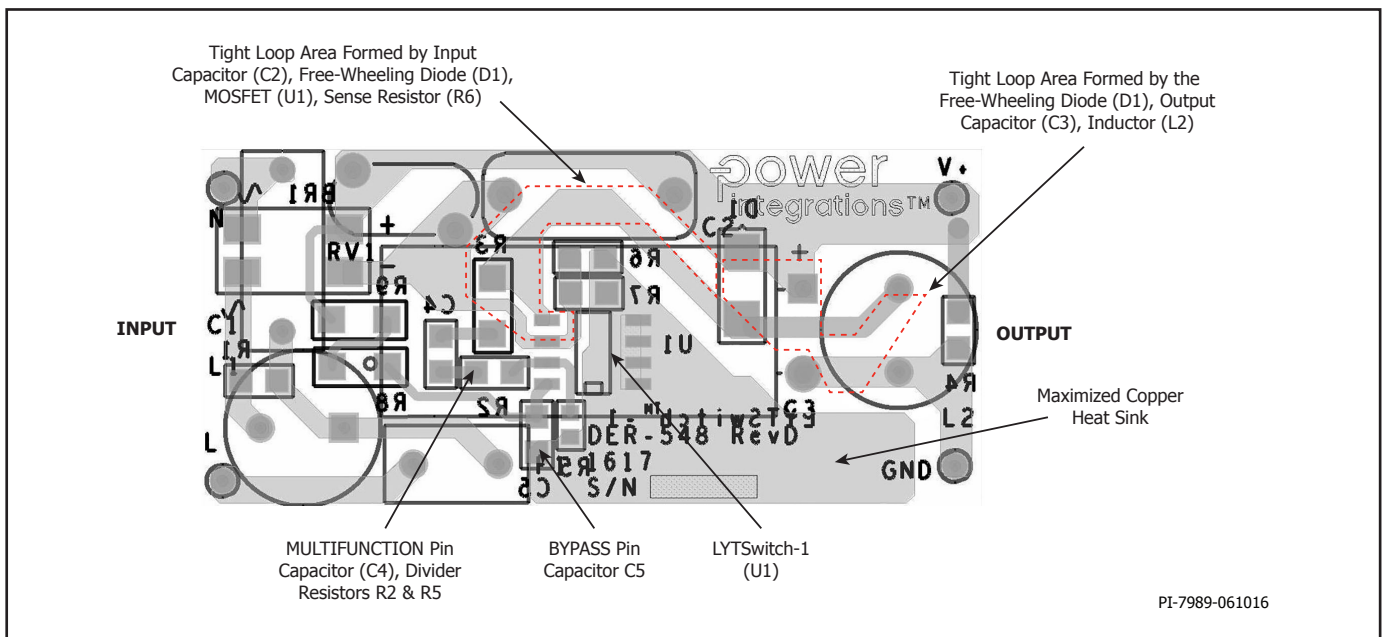 Tight Loop Area Formed by Input
Capacitor (C2), Free-Wheeling Diode (D1),
MOSFET (U1), Sense Resistor (R6)
Tight Loop Area Formed by the
Free-Wheeling Diode (D1), Output
Capacitor (C3), Inductor (L2)
power
integrations™
V+
N
BR1
+
RV1
-
R3
R6
R7
D1
C2
+
-
R9
C4
U1
INPUT
C1
R1
L1
OUTPUT
R4
R8
R2
LYTSwitch™-1
C3
L2
Maximized Copper
Heat Sink
DER-548 RevD
L
1617
R5
GND
C5
S/N
MULTIFUNCTION Pin
Capacitor (C4), Divider
Resistors R2 & R5
BYPASS Pin
Capacitor C5
LYTSwitch-1
(U1)
PI-7989-061016